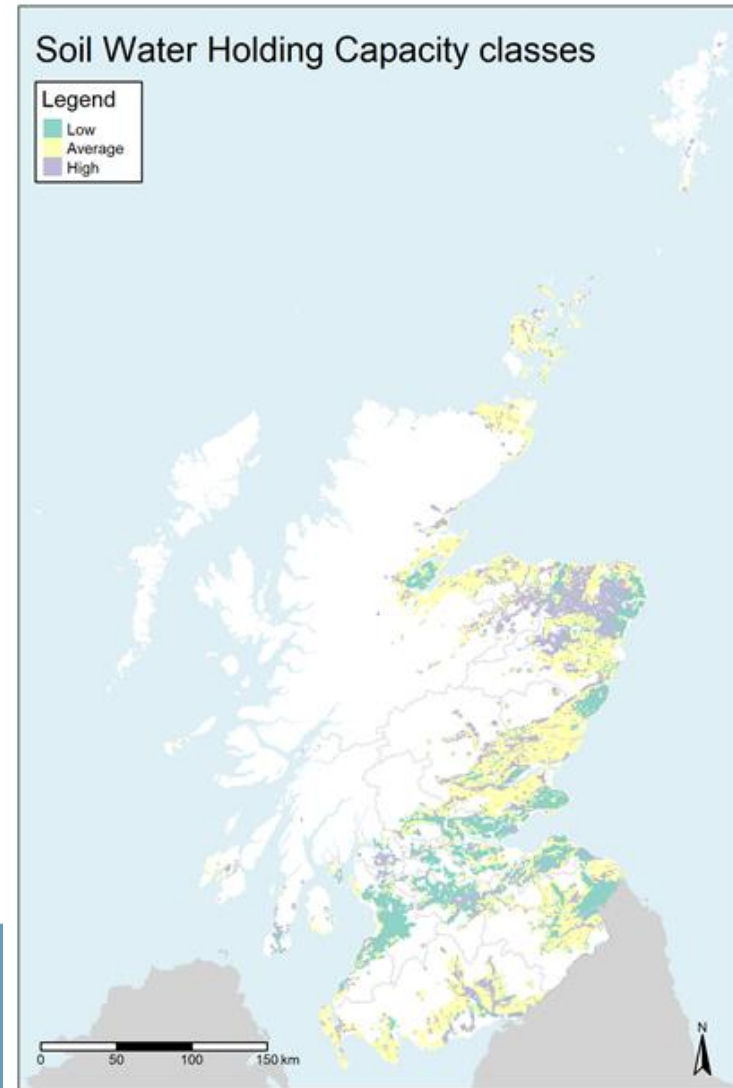 Soil Water Holding Capacity classes
Legend
Low
Average
High
N
0 50 100 150 km